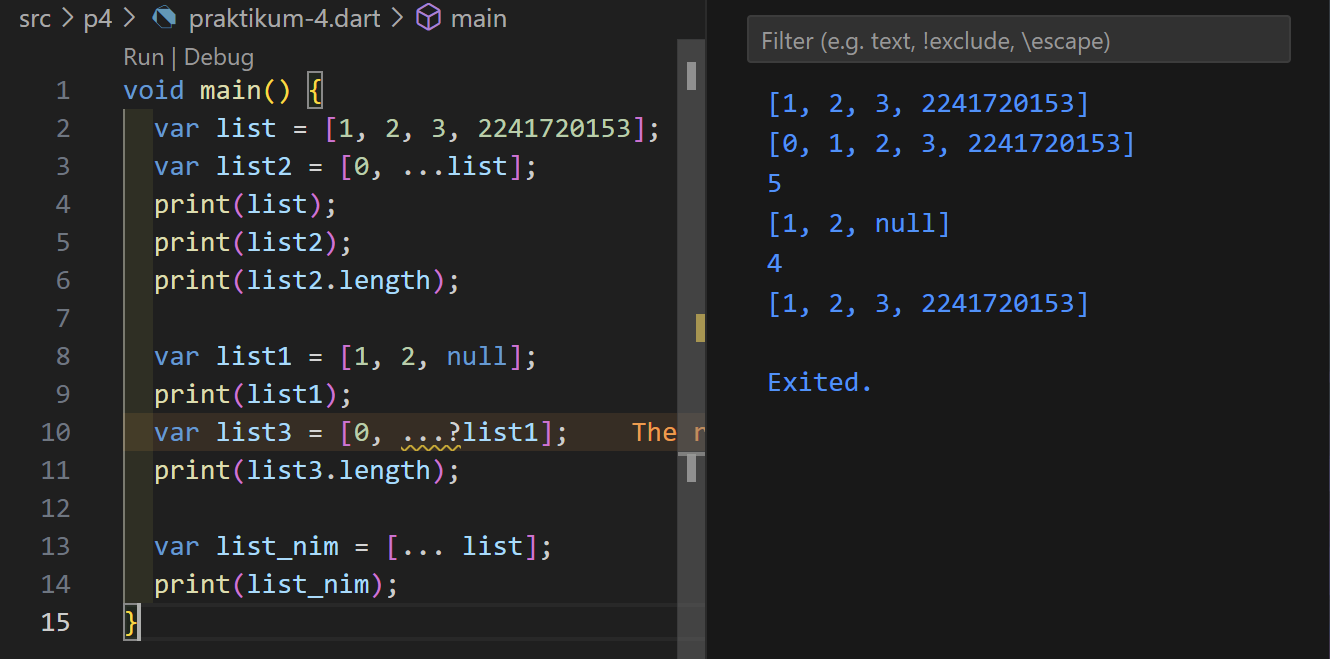 src > p4 > praktikum-4.dart > main
Run | Debug
1 void main() {
2 var list = [1, 2, 3, 2241720153];
3 var list2 = [0, ...list];
4 print(list);
5 print(list2);
6 print(list2.length);
7
8 var list1 = [1, 2, null];
9 print(list1);
10 var list3 = [0, ...?list1]; The
11 print(list3.length);
12
13 var list_nim = [... list];
14 print(list_nim);
15 }
Filter (e.g. text, !exclude, \escape)
[1, 2, 3, 2241720153]
[0, 1, 2, 3, 2241720153]
5
[1, 2, null]
4
[1, 2, 3, 2241720153]
Exited.